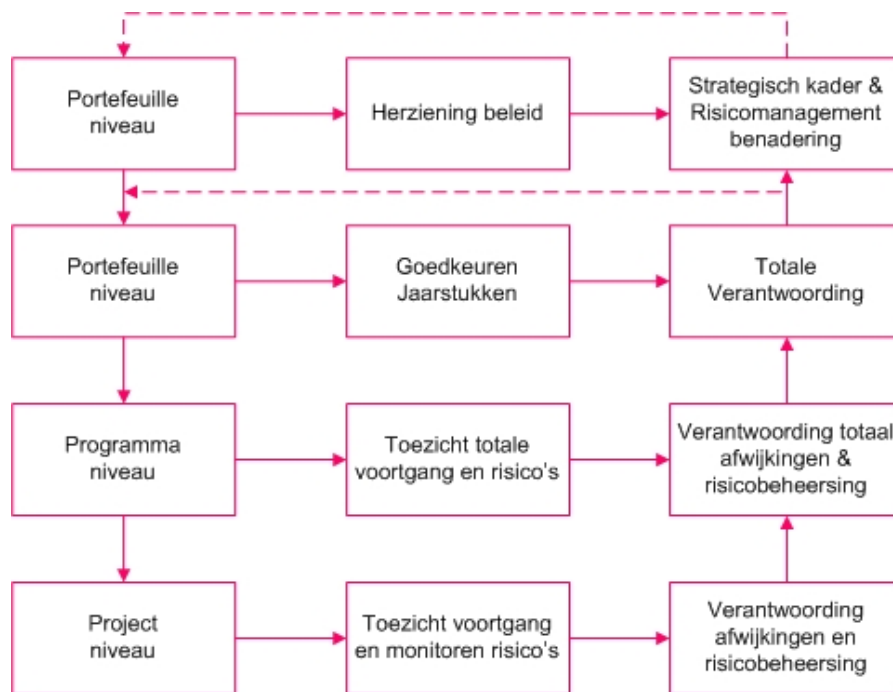 Portefeuille
niveau
Herziening beleid
Strategisch kader &
Risicomanagement
benadering
Portefeuille
niveau
Goedkeuren
Jaarstukken
Totale
Verantwoording
Programma
niveau
Toezicht totale
voortgang en risico's
Verantwoording totaal
afwijkingen &
risicobeheersing
Project
niveau
Toezicht voortgang
en monitoren risico's
Verantwoording
afwijkingen en
risicobeheersing